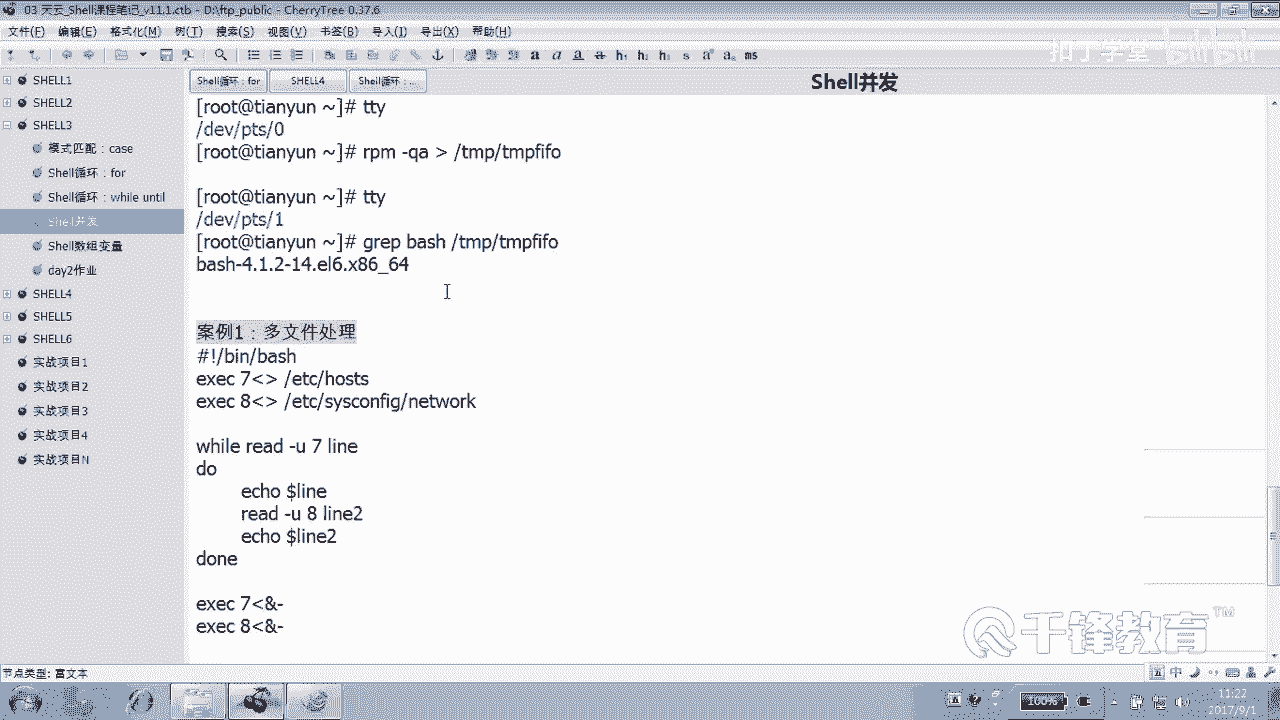 03 天云_Shell课程笔记_v11.1.ctb - D:\ftp_public - CherryTree 0.37.6
文件(F) 编辑(E) 格式化(M) 树(T) 搜索(S) 视图(V) 书签(B) 导入(I) 导出(X) 帮助(H)
扣丁学堂 bilibili
Shell循环：for SHELL4 Shell循环：... Shell并发
SHELL1
SHELL2
SHELL3
模式匹配：case
Shell循环：for
Shell循环：while until
Shell并发
Shell数组变量
day2作业
SHELL4
SHELL5
SHELL6
实战项目1
实战项目2
实战项目3
实战项目4
实战项目N
[root@tianyun ~]# tty
/dev/pts/0
[root@tianyun ~]# rpm -qa > /tmp/tmpfifo
[root@tianyun ~]# tty
/dev/pts/1
[root@tianyun ~]# grep bash /tmp/tmpfifo
bash-4.1.2-14.el6.x86_64
案例1：多文件处理
#!/bin/bash
exec 7<> /etc/hosts
exec 8<> /etc/sysconfig/network
while read -u 7 line
do
echo $line
read -u 8 line2
echo $line2
done
exec 7<&-
exec 8<&-
千锋教育™
节点类型: 富文本
中
100%
11:22
2017/9/1